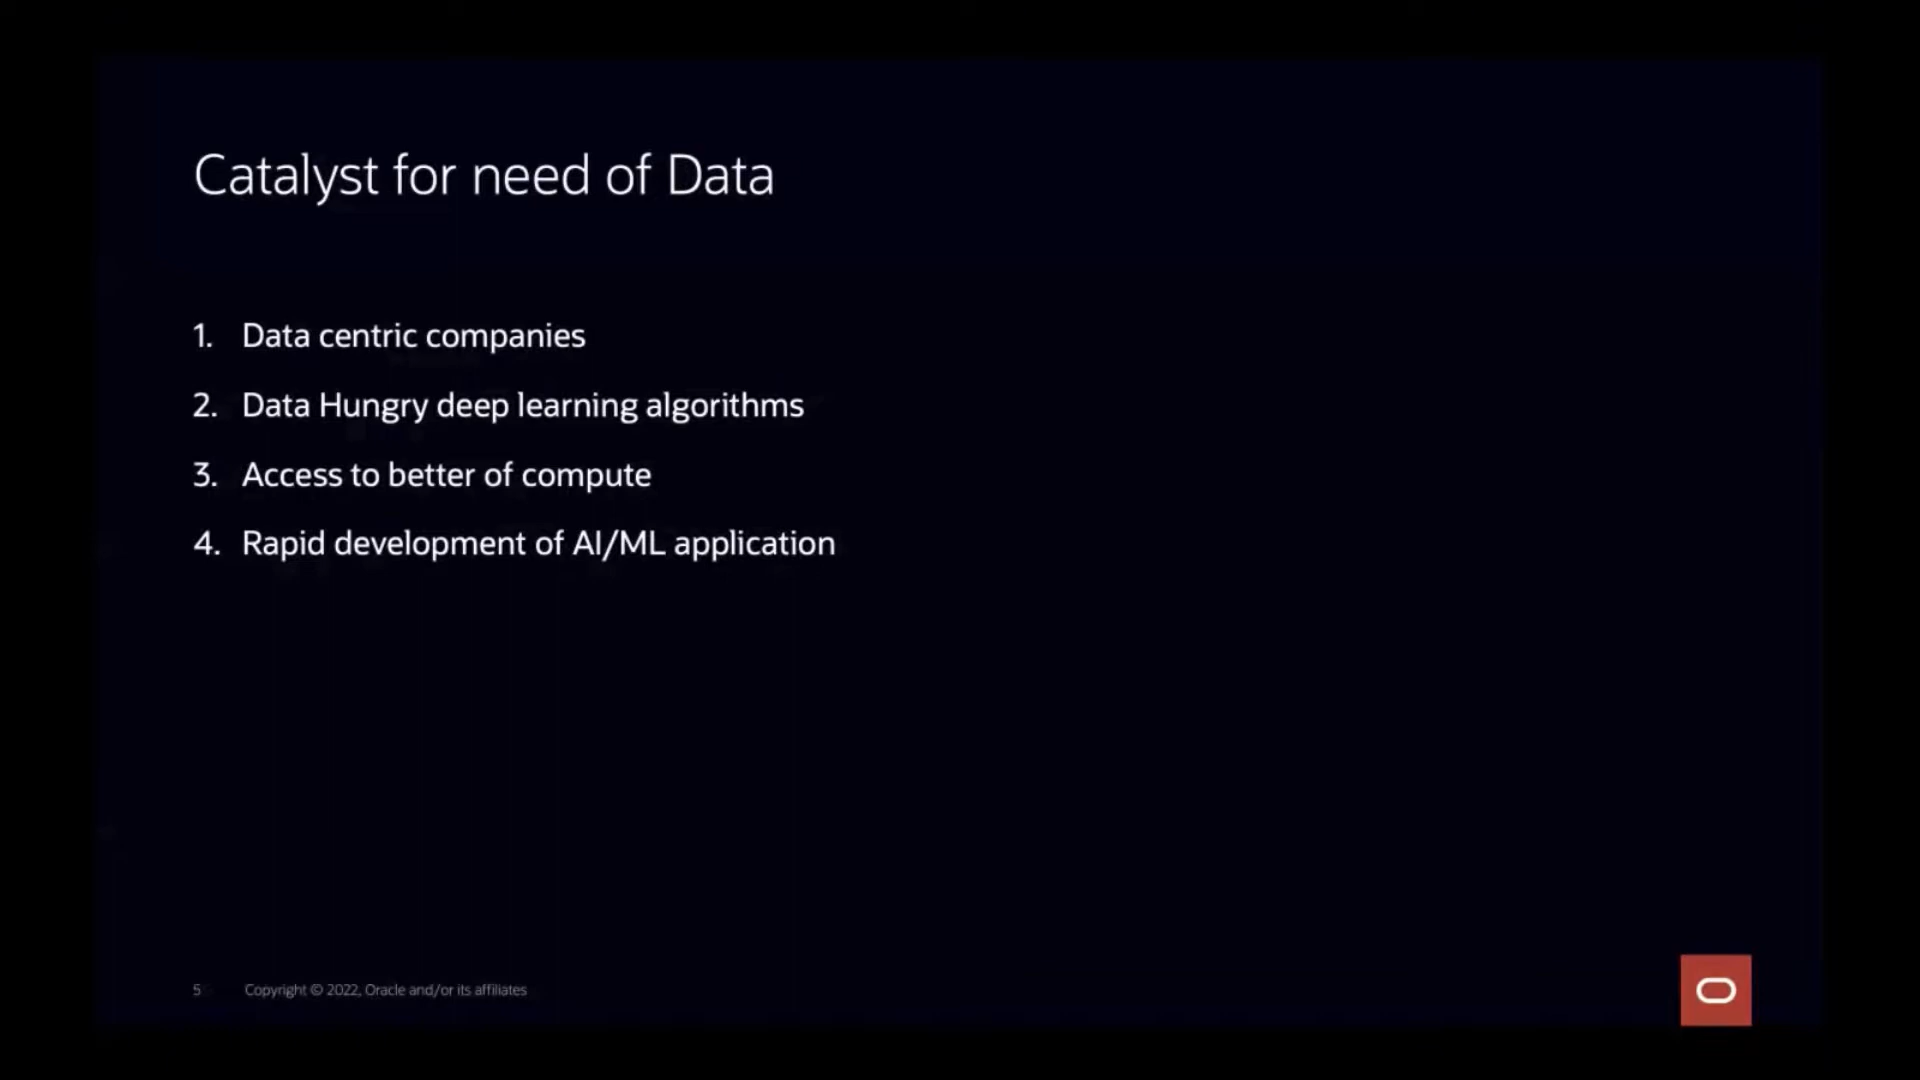 Catalyst for need of Data
1. Data centric companies
2. Data Hungry deep learning algorithms
3. Access to better of compute
4. Rapid development of AI/ML application
5 Copyright © 2022, Oracle and/or its affiliates